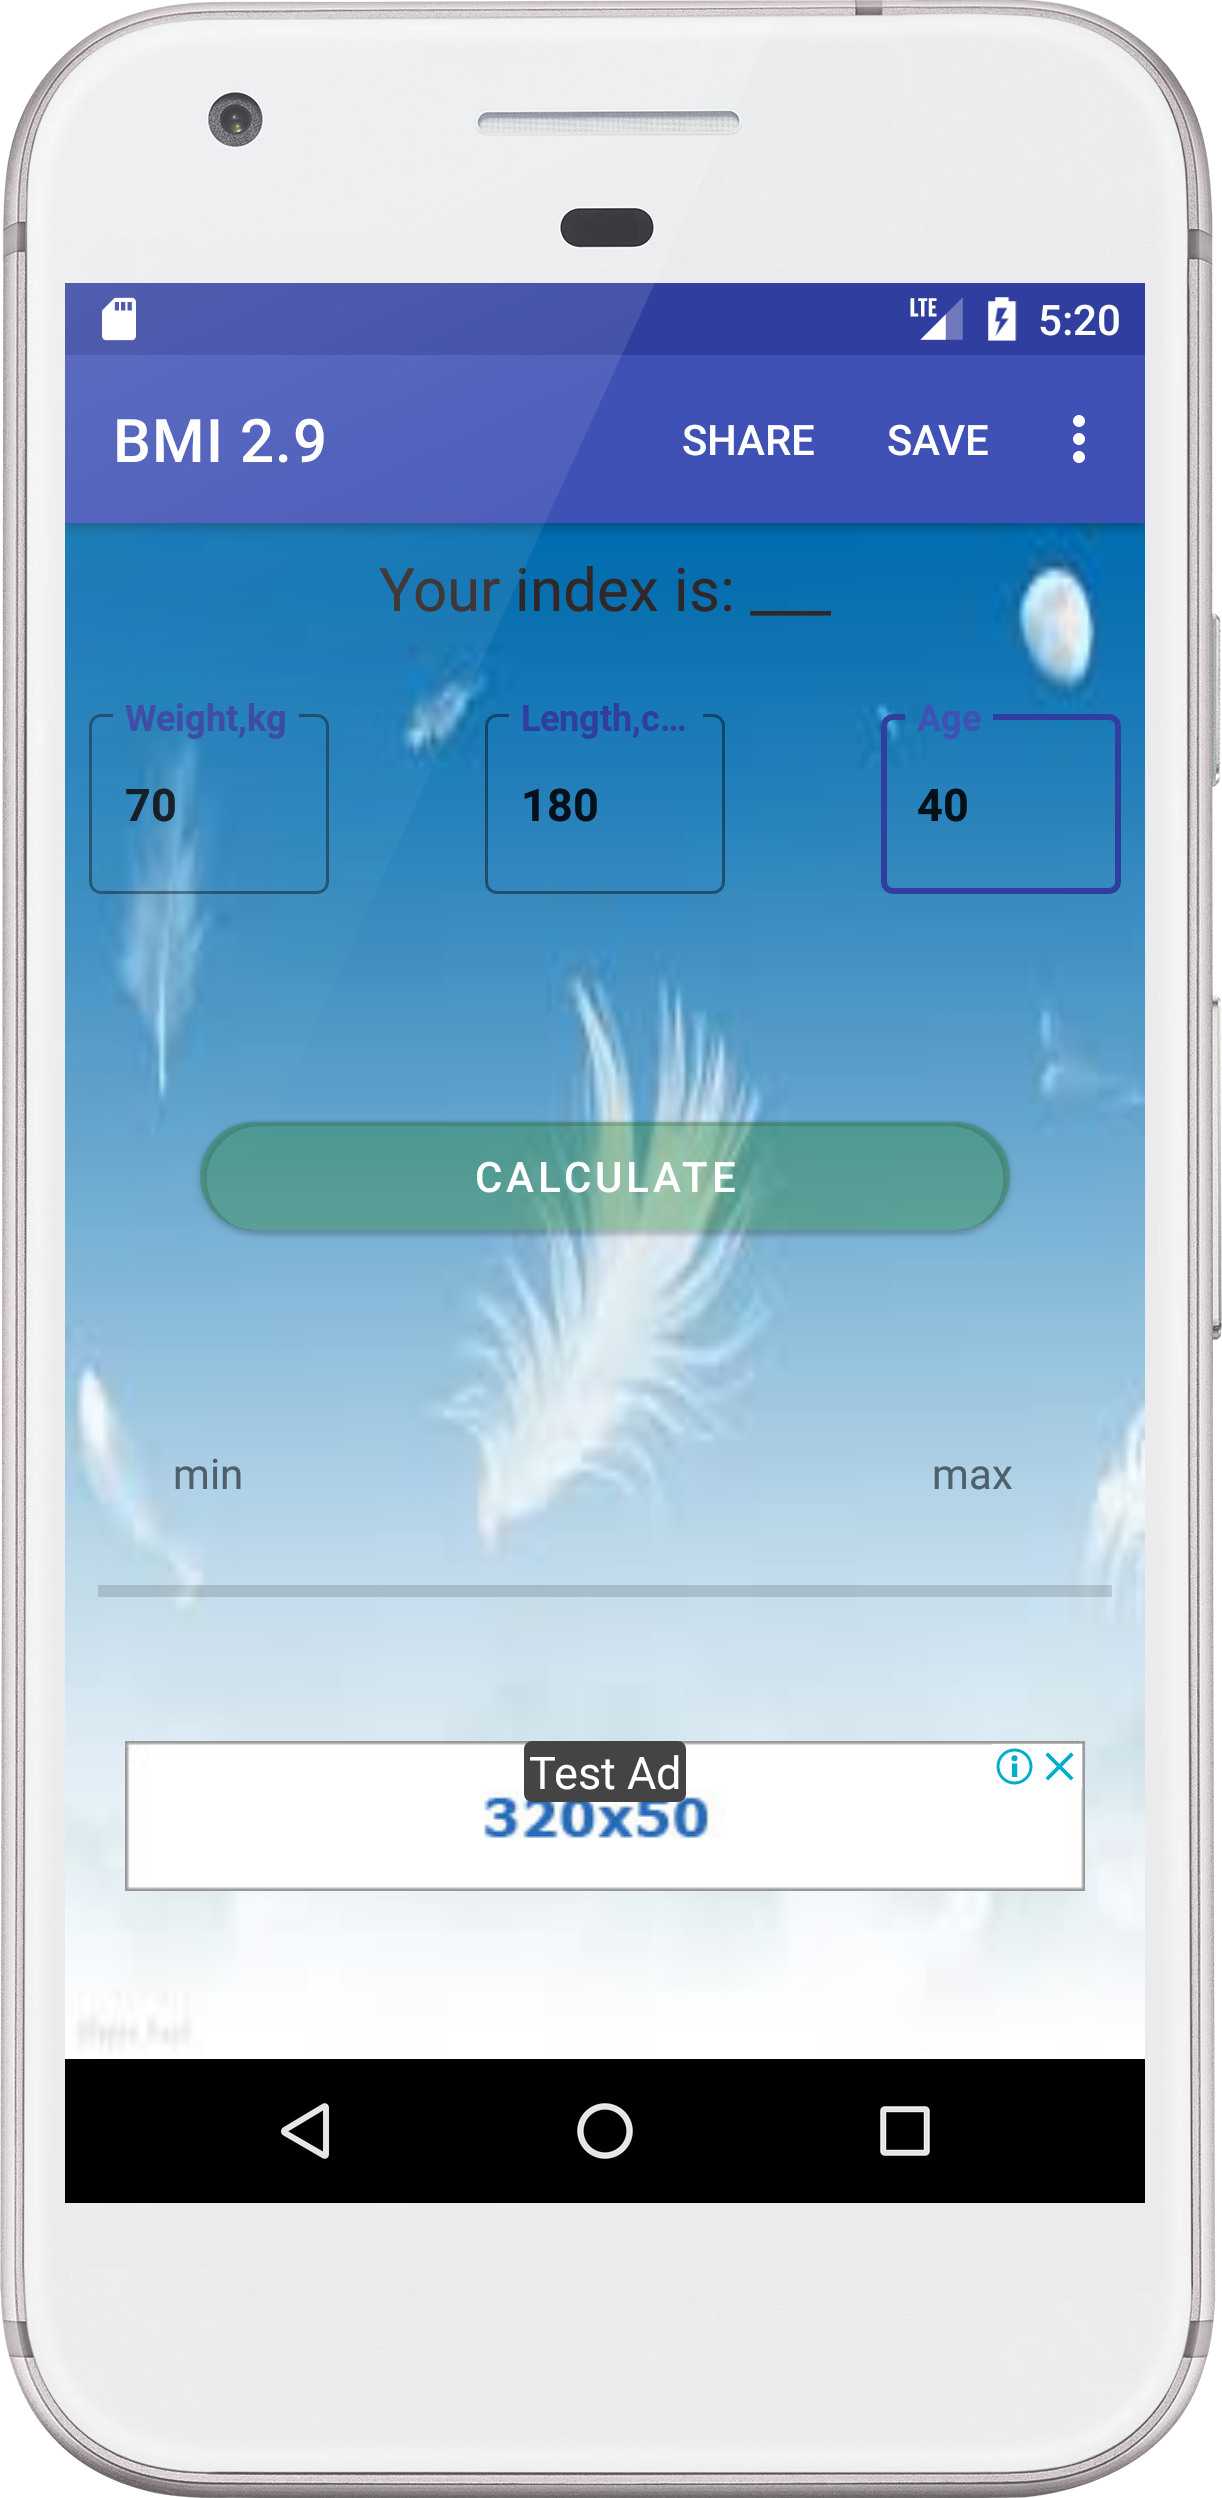 LTE 5:20
BMI 2.9 SHARE SAVE
Your index is: ___
Weight,kg Length,c... Age
70 180 40
CALCULATE
min max
Test Ad
320x50